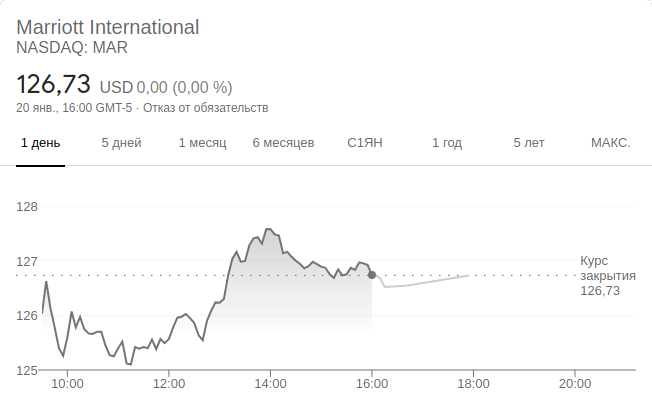 Marriott International
NASDAQ: MAR
126,73 USD 0,00 (0,00 %)
20 янв., 16:00 GMT-5 · Отказ от обязательств
1 день 5 дней 1 месяц 6 месяцев С1ЯН 1 год 5 лет МАКС.
128
127
126
125
Курс
закрытия
126,73
10:00 12:00 14:00 16:00 18:00 20:00